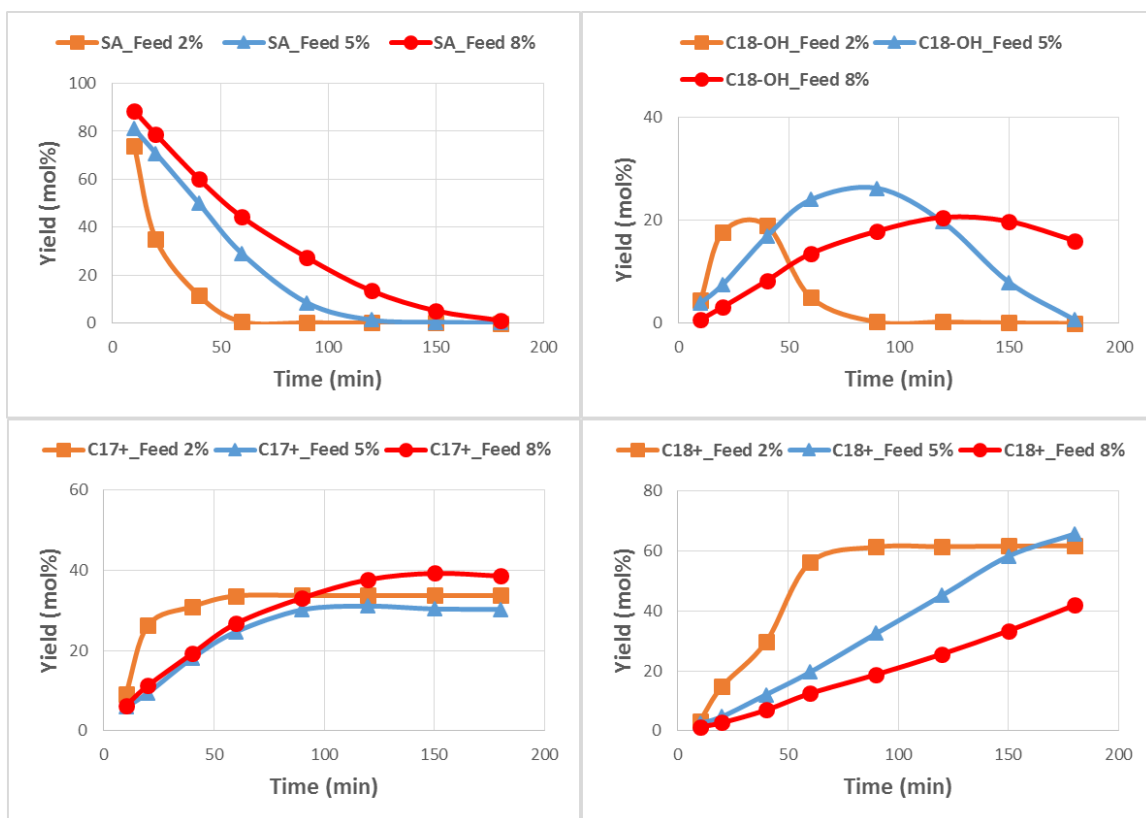 SA_Feed 2% SA_Feed 5% SA_Feed 8%
100
80
60
40
20
0
Yield (mol%)
0 50 100 150 200
Time (min)
C18-OH_Feed 2% C18-OH_Feed 5%
C18-OH_Feed 8%
40
20
0
Yield (mol%)
0 50 100 150 200
Time (min)
C17+_Feed 2% C17+_Feed 5% C17+_Feed 8%
60
40
20
0
Yield (mol%)
0 50 100 150 200
Time (min)
C18+_Feed 2% C18+_Feed 5% C18+_Feed 8%
80
60
40
20
0
Yield (mol%)
0 50 100 150 200
Time (min)